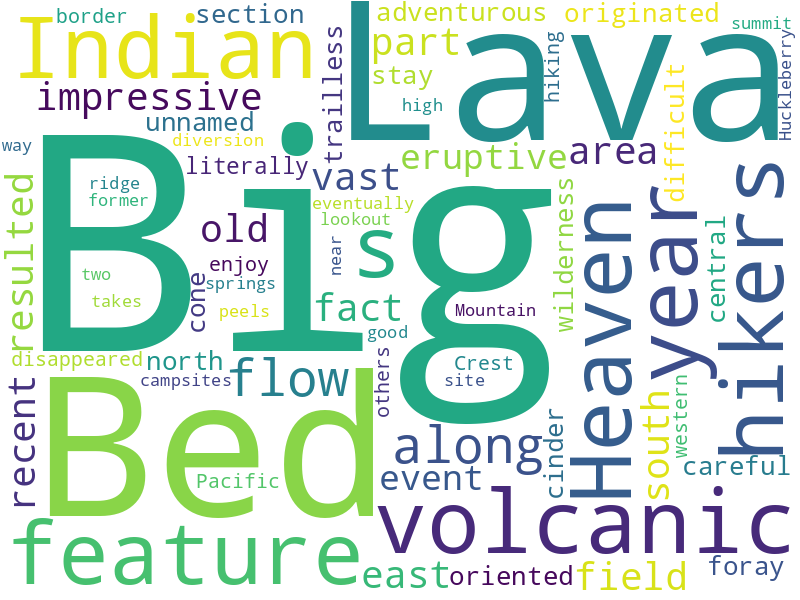 border
section
adventurous
originated
summit
Indian
Lava
part
hiking
Huckleberry
impressive
stay
high
unnamed
traillless
difficult
way
diversion
literally
eruptive
area
Big
vast
ridge
former
eventually
lookout
wilderness
hikers
year
Heaven
resulted
old
s
central
enjoy
near
two
cone
springs
takes
peels
fact
Mountain
good
disappeared
north
flow
Crest
campsites
site
others
western
recent
Bed
along
cinder
south
careful
Pacific
event
volcanic
feature
east
oriented
field
foray